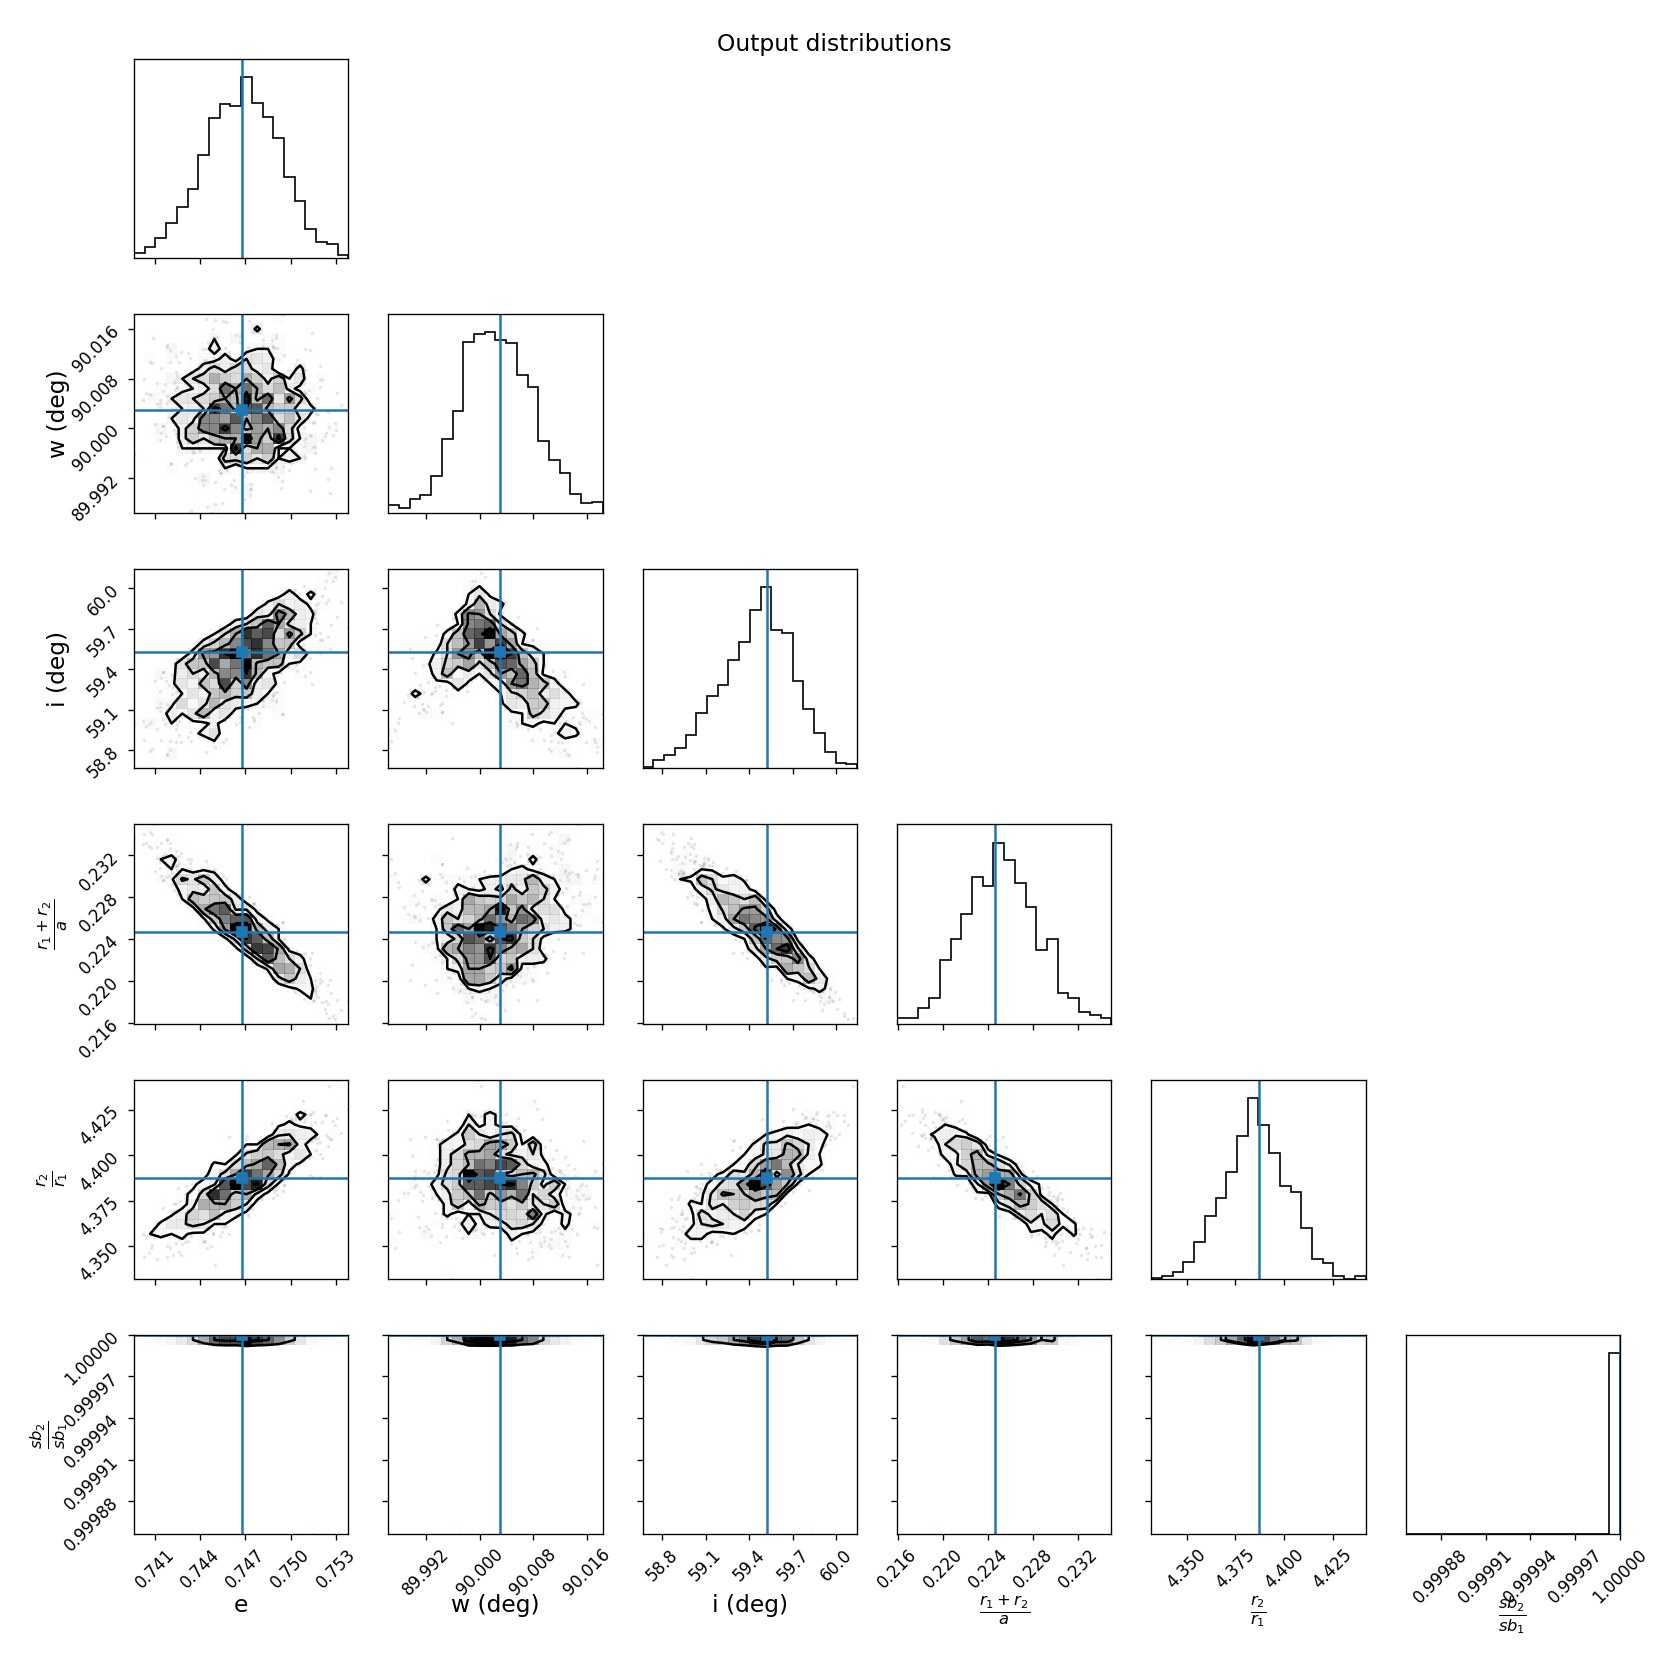 Output distributions
w (deg)
90.016
90.008
90.000
89.992
i (deg)
60.0
59.7
59.4
59.1
58.8
r₁ + r₂
a
0.232
0.228
0.224
0.220
0.216
r₂
r₁
4.425
4.400
4.375
4.350
sb₂
sb₁
1.00000
0.99997
0.99994
0.99991
0.99988
0.741 0.744 0.747 0.750 0.753
e
89.992 90.000 90.008 90.016
w (deg)
58.8 59.1 59.4 59.7 60.0
i (deg)
0.216 0.220 0.224 0.228 0.232
r₁ + r₂
a
4.350 4.375 4.400 4.425
r₂
r₁
0.99988 0.99991 0.99994 0.99997 1.00000
sb₂
sb₁